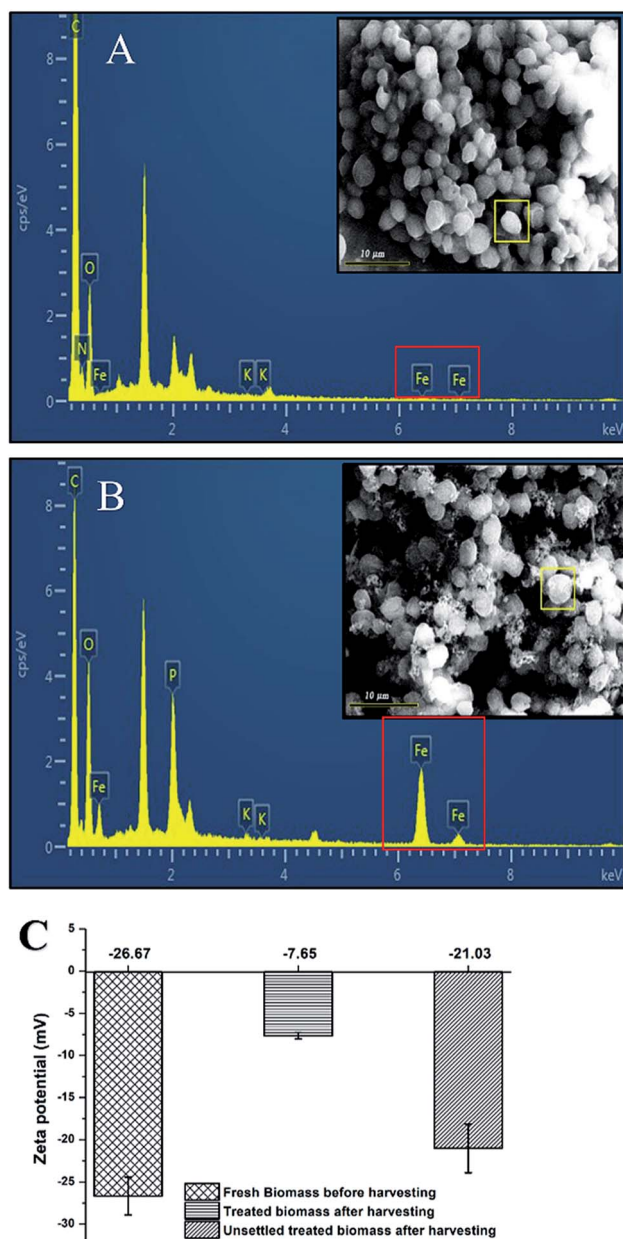 A
C
8
6
cps/eV
4
O
2
N
Fe
K K
Fe Fe
0
2 4 6 8 keV
10 µm
B
C
8
6
cps/eV
O
4
P
2
Fe
Fe
K K
Fe
0
2 4 6 8 keV
10 µm
C
5
-26.67 -7.65 -21.03
0
-5
-10
-15
-20
-25
-30
Zeta potential (mV)
Fresh Biomass before harvesting
Treated biomass after harvesting
Unsettled treated biomass after harvesting